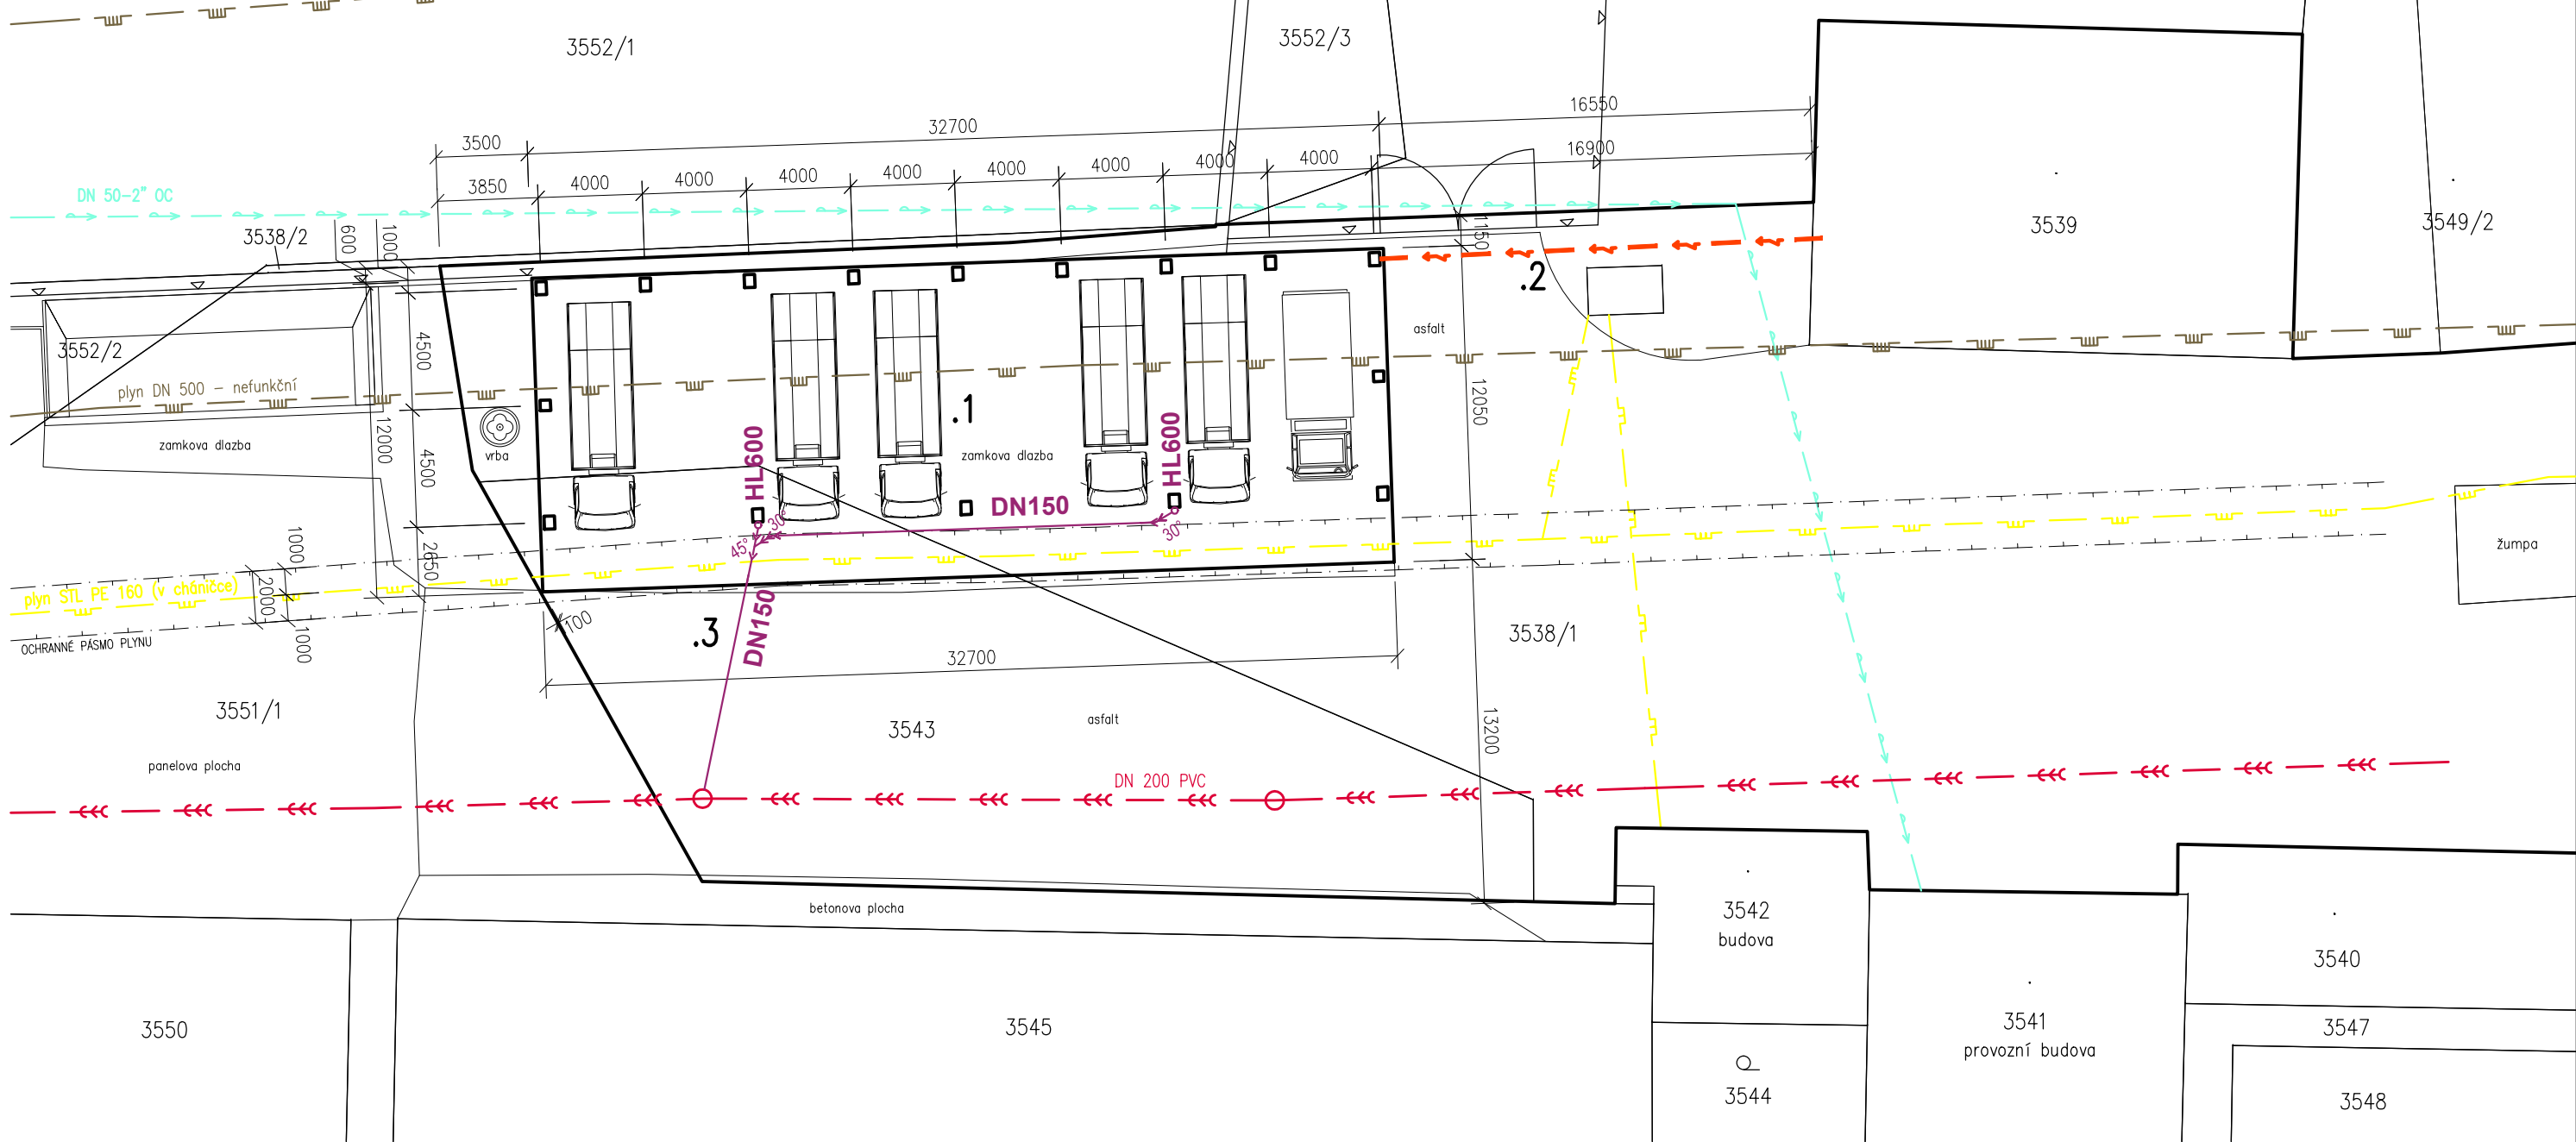 3552/1
3552/3
16550
32700
3500
16900
4000
4000
4000
4000
4000
4000
4000
4000
3850
DN 50-2" OC
3538/2
600
1000
1150
3539
3549/2
.2
asfalt
4500
3552/2
plyn DN 500 – nefunkční
.1
12050
zamkova dlazba
12000
4500
vrba
HL600
zamkova dlazba
HL600
DN150
30°
30°
45°
1000
2650
žumpa
plyn STL PE 160 (v cháničce)
2000
1000
OCHRANNÉ PÁSMO PLYNU
100
.3
DN150
32700
3538/1
3551/1
3543
asfalt
13200
panelova plocha
DN 200 PVC
betonova plocha
3542
budova
3540
3550
3545
3541
provozní budova
3547
3544
3548